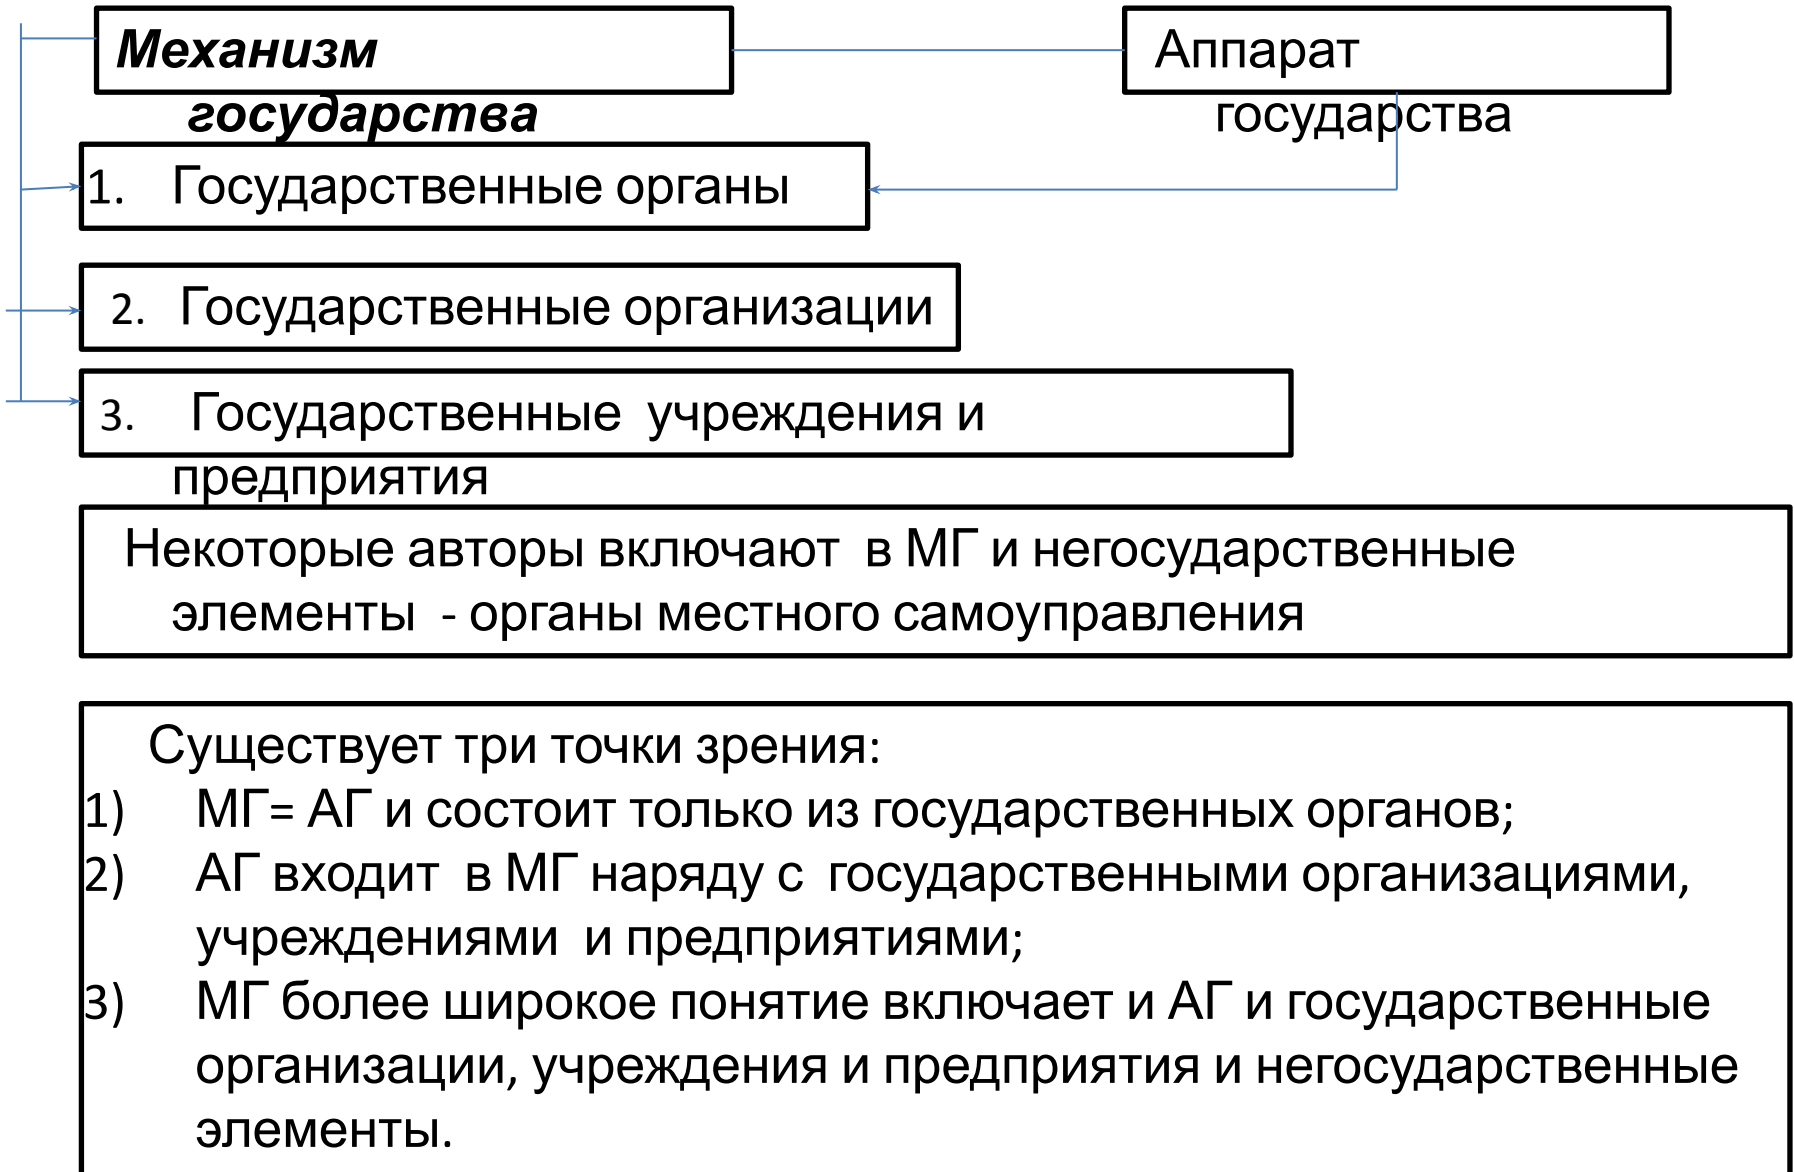 Механизм
государства
Аппарат
государства
1. Государственные органы
2. Государственные организации
3. Государственные учреждения и
предприятия
Некоторые авторы включают в МГ и негосударственные
элементы - органы местного самоуправления
Существует три точки зрения:
1) МГ= АГ и состоит только из государственных органов;
2) АГ входит в МГ наряду с государственными организациями,
учреждениями и предприятиями;
3) МГ более широкое понятие включает и АГ и государственные
организации, учреждения и предприятия и негосударственные
элементы.